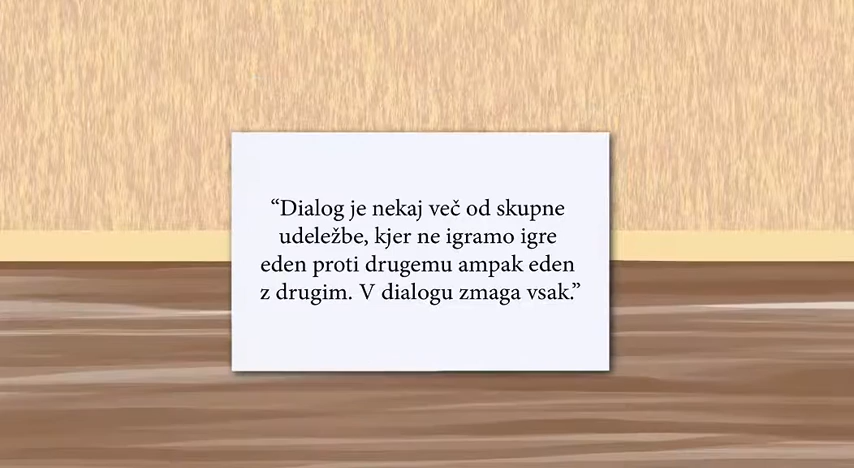 “Dialog je nekaj več od skupne
udeležbe, kjer ne igramo igre
eden proti drugemu ampak eden
z drugim. V dialogu zmaga vsak.”